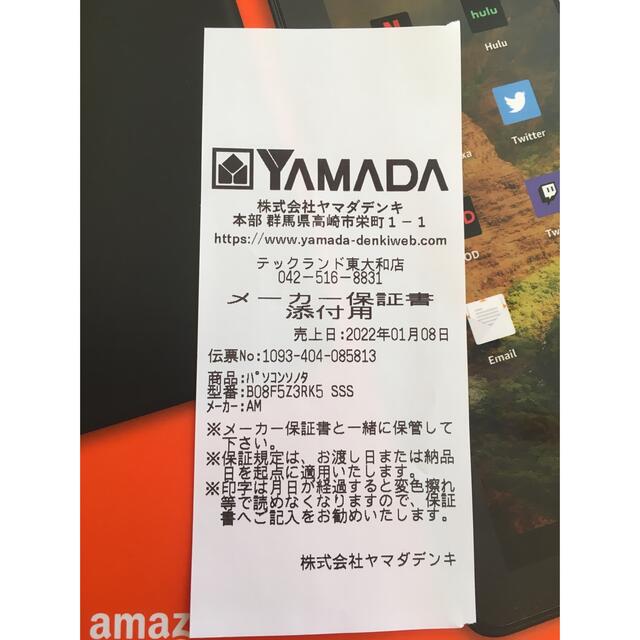 YAMADA
株式会社ヤマダデンキ
本部 群馬県高崎市栄町1-1
https://www.yamada-denkiweb.com
テックランド東大和店
042-516-8831
メーカー保証書
添付用
売上日:2022年01月08日
伝票No:1093-404-085813
商品:ﾊﾟｿｺﾝｿﾉﾀ
型番:B08F5Z3RK5 SSS
ﾒｰｶｰ:AM
※メーカー保証書と一緒に保管して
下さい。
※保証規定は、お渡し日または納品
日を起点に適用いたします。
※印字は月日が経過すると変色擦れ
等で読めなくなりますので、保証
書へご記入をお勧めいたします。
株式会社ヤマダデンキ
hulu
Hulu
Twitter
Tw
OD
Email
amaz